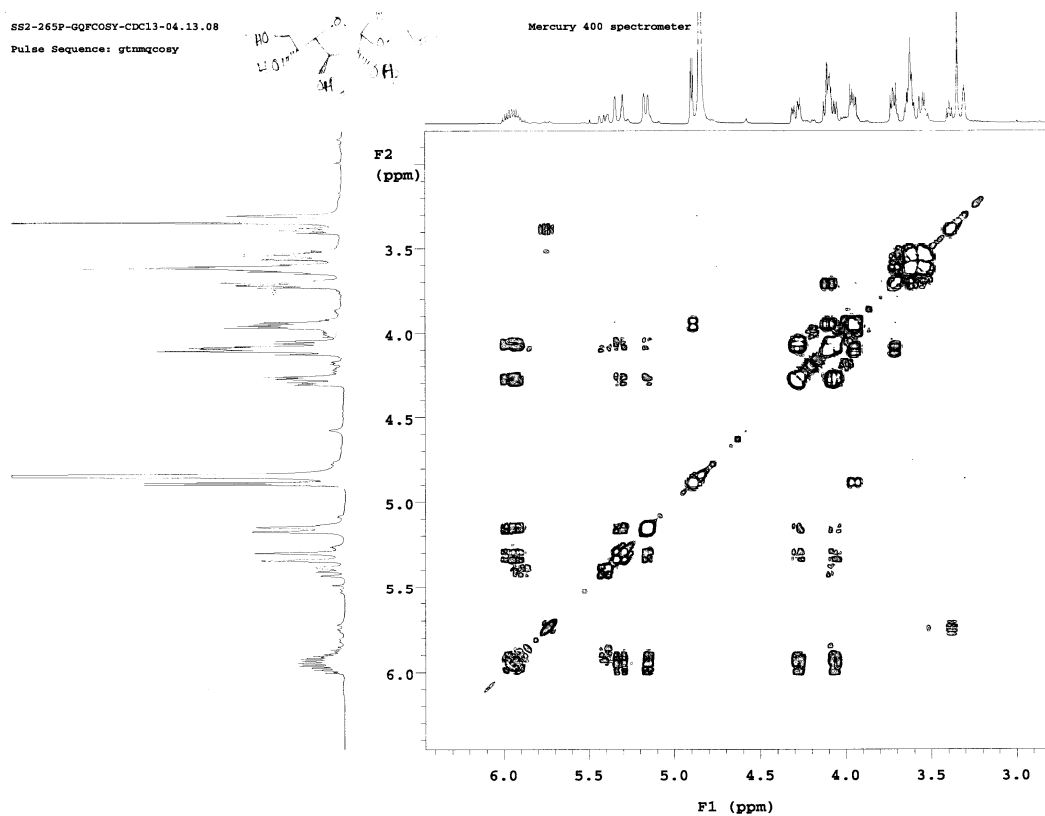 SS2-265P-GQFCOSY-CDCl3-04.13.08
Pulse Sequence: gtnmqcosy
Mercury 400 spectrometer
HO
O
OH
F2
(ppm)
3.5
4.0
4.5
5.0
5.5
6.0
6.0 5.5 5.0 4.5 4.0 3.5 3.0
F1 (ppm)